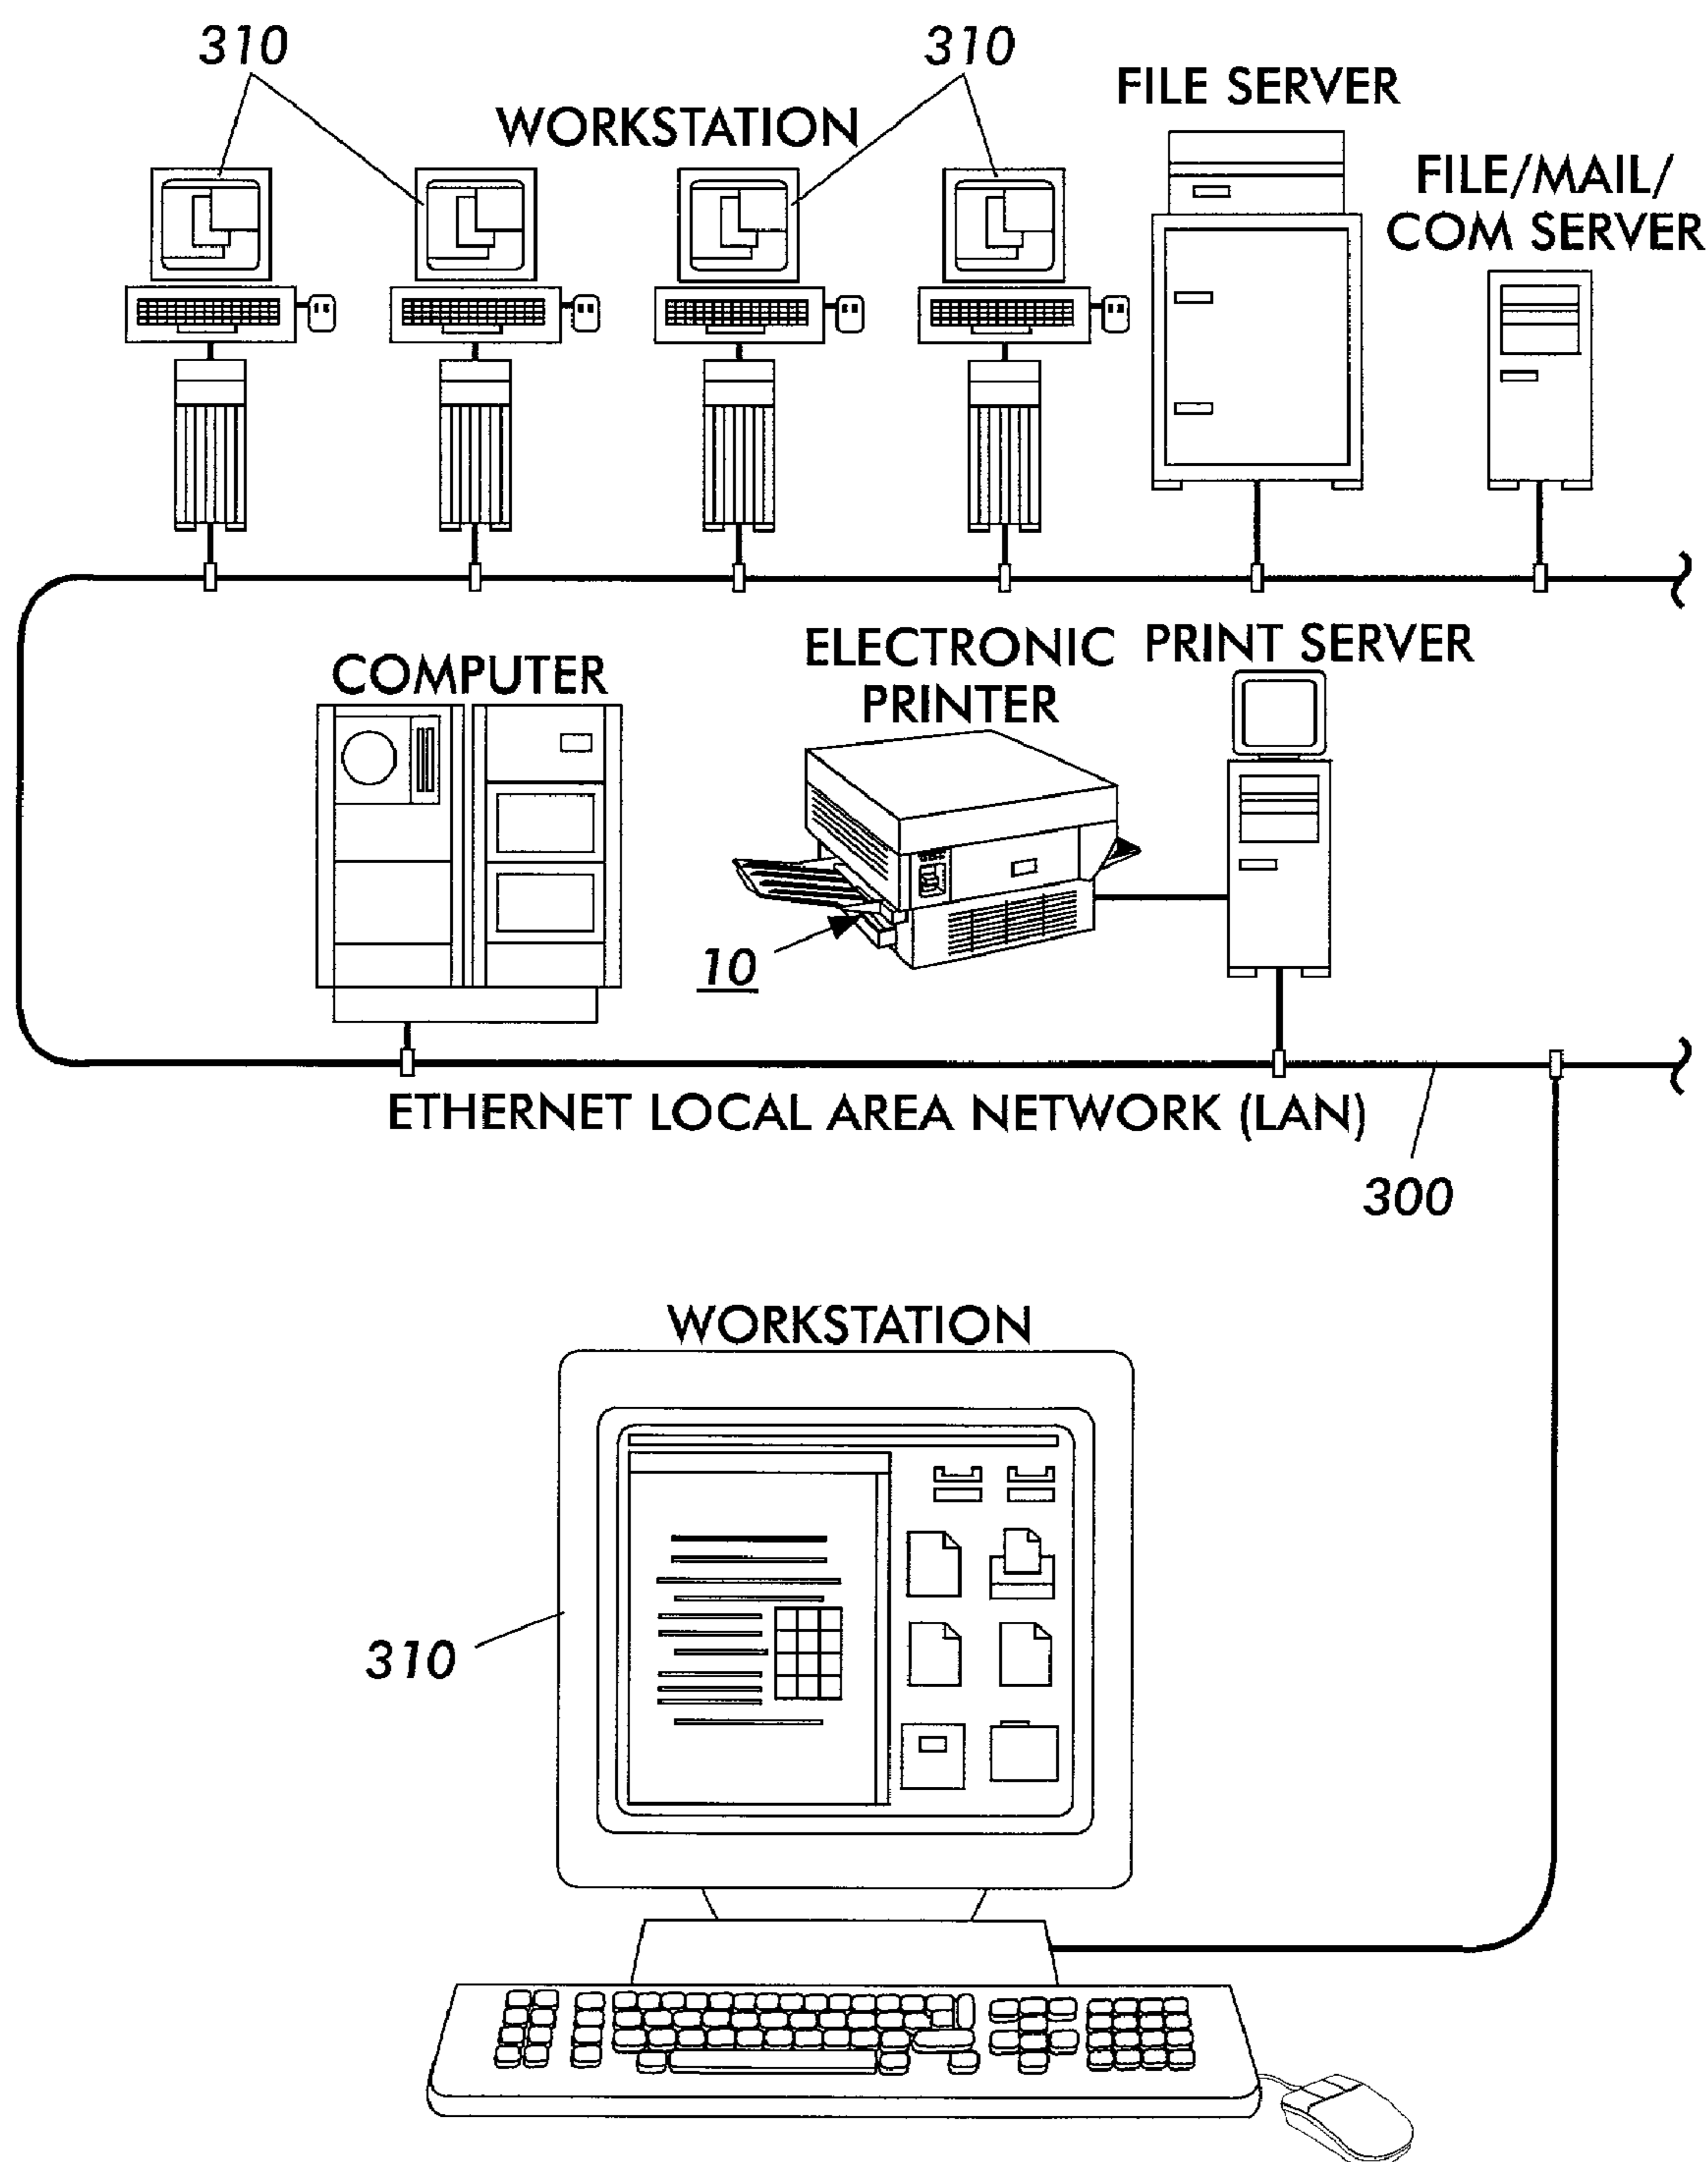 310
310
FILE SERVER
WORKSTATION
FILE/MAIL/
COM SERVER
ELECTRONIC
PRINTER
PRINT SERVER
COMPUTER
10
ETHERNET LOCAL AREA NETWORK (LAN)
300
WORKSTATION
310